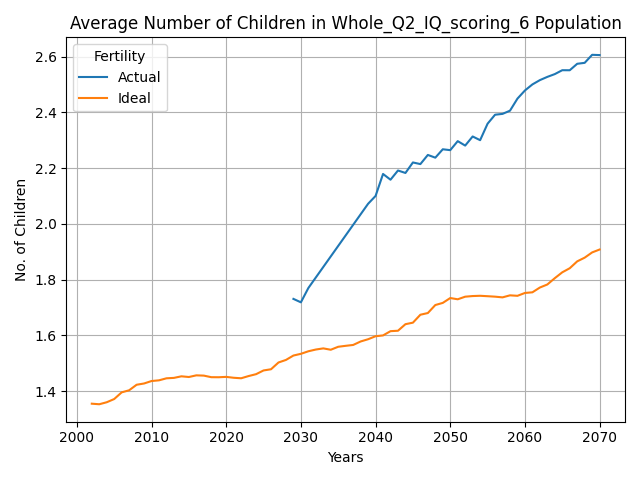 Average Number of Children in Whole_Q2_IQ_scoring_6 Population
Fertility
Actual
Ideal
No. of Children
2.6
2.4
2.2
2.0
1.8
1.6
1.4
2000 2010 2020 2030 2040 2050 2060 2070
Years